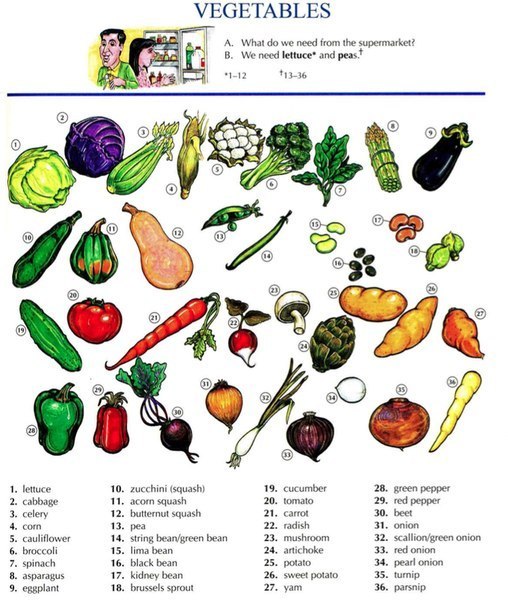 VEGETABLES
A. What do we need from the supermarket?
B. We need lettuce* and peas.†
*1–12 †13–36
2
1
3
4
5
6
7
8
9
10
11
12
13
14
15
16
17
18
19
20
21
22
23
24
25
26
27
28
29
30
31
32
33
34
35
36
1. lettuce
2. cabbage
3. celery
4. corn
5. cauliflower
6. broccoli
7. spinach
8. asparagus
9. eggplant
10. zucchini (squash)
11. acorn squash
12. butternut squash
13. pea
14. string bean/green bean
15. lima bean
16. black bean
17. kidney bean
18. brussels sprout
19. cucumber
20. tomato
21. carrot
22. radish
23. mushroom
24. artichoke
25. potato
26. sweet potato
27. yam
28. green pepper
29. red pepper
30. beet
31. onion
32. scallion/green onion
33. red onion
34. pearl onion
35. turnip
36. parsnip